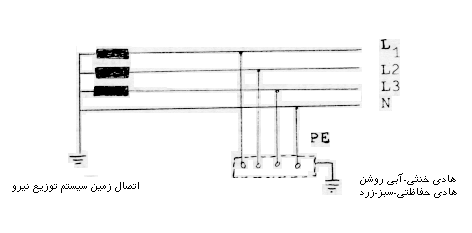 L1
L2
L3
N
PE
هادی خنثی-آبی روشن
هادی حفاظتی-سبز-زرد
اتصال زمین سیستم توزیع نیرو